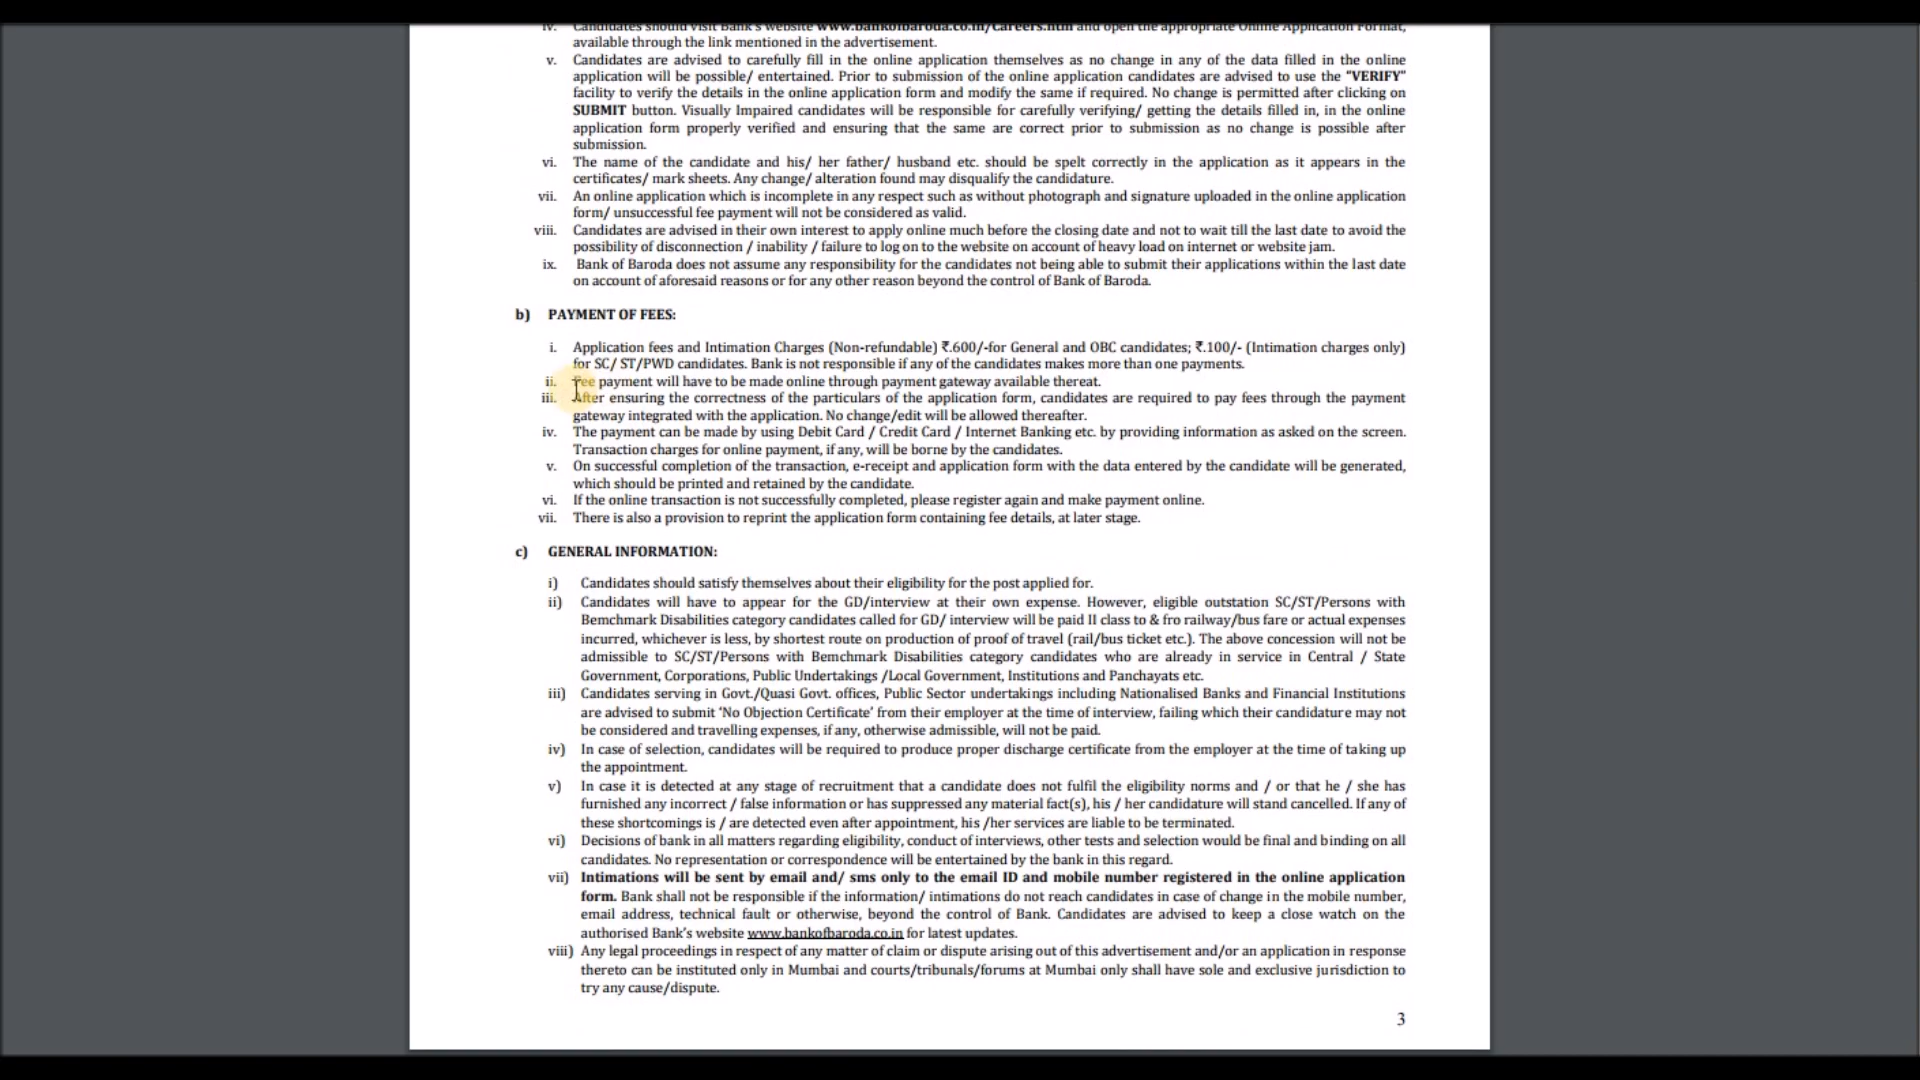 iv. Candidates should visit Bank's website www.bankofbaroda.co.in/Careers.htm and open the appropriate Online Application Format,
available through the link mentioned in the advertisement.
v. Candidates are advised to carefully fill in the online application themselves as no change in any of the data filled in the online
application will be possible/ entertained. Prior to submission of the online application candidates are advised to use the "VERIFY"
facility to verify the details in the online application form and modify the same if required. No change is permitted after clicking on
SUBMIT button. Visually Impaired candidates will be responsible for carefully verifying/ getting the details filled in, in the online
application form properly verified and ensuring that the same are correct prior to submission as no change is possible after
submission.
vi. The name of the candidate and his/ her father/ husband etc. should be spelt correctly in the application as it appears in the
certificates/ mark sheets. Any change/ alteration found may disqualify the candidature.
vii. An online application which is incomplete in any respect such as without photograph and signature uploaded in the online application
form/ unsuccessful fee payment will not be considered as valid.
viii. Candidates are advised in their own interest to apply online much before the closing date and not to wait till the last date to avoid the
possibility of disconnection / inability / failure to log on to the website on account of heavy load on internet or website jam.
ix. Bank of Baroda does not assume any responsibility for the candidates not being able to submit their applications within the last date
on account of aforesaid reasons or for any other reason beyond the control of Bank of Baroda.
b) PAYMENT OF FEES:
i. Application fees and Intimation Charges (Non-refundable) ₹.600/-for General and OBC candidates; ₹.100/- (Intimation charges only)
for SC/ ST/PWD candidates. Bank is not responsible if any of the candidates makes more than one payments.
ii. Fee payment will have to be made online through payment gateway available thereat.
iii. After ensuring the correctness of the particulars of the application form, candidates are required to pay fees through the payment
gateway integrated with the application. No change/edit will be allowed thereafter.
iv. The payment can be made by using Debit Card / Credit Card / Internet Banking etc. by providing information as asked on the screen.
Transaction charges for online payment, if any, will be borne by the candidates.
v. On successful completion of the transaction, e-receipt and application form with the data entered by the candidate will be generated,
which should be printed and retained by the candidate.
vi. If the online transaction is not successfully completed, please register again and make payment online.
vii. There is also a provision to reprint the application form containing fee details, at later stage.
c) GENERAL INFORMATION:
i) Candidates should satisfy themselves about their eligibility for the post applied for.
ii) Candidates will have to appear for the GD/interview at their own expense. However, eligible outstation SC/ST/Persons with
Bemchmark Disabilities category candidates called for GD/ interview will be paid II class to & fro railway/bus fare or actual expenses
incurred, whichever is less, by shortest route on production of proof of travel (rail/bus ticket etc.). The above concession will not be
admissible to SC/ST/Persons with Bemchmark Disabilities category candidates who are already in service in Central / State
Government, Corporations, Public Undertakings /Local Government, Institutions and Panchayats etc.
iii) Candidates serving in Govt./Quasi Govt. offices, Public Sector undertakings including Nationalised Banks and Financial Institutions
are advised to submit 'No Objection Certificate' from their employer at the time of interview, failing which their candidature may not
be considered and travelling expenses, if any, otherwise admissible, will not be paid.
iv) In case of selection, candidates will be required to produce proper discharge certificate from the employer at the time of taking up
the appointment.
v) In case it is detected at any stage of recruitment that a candidate does not fulfil the eligibility norms and / or that he / she has
furnished any incorrect / false information or has suppressed any material fact(s), his / her candidature will stand cancelled. If any of
these shortcomings is / are detected even after appointment, his /her services are liable to be terminated.
vi) Decisions of bank in all matters regarding eligibility, conduct of interviews, other tests and selection would be final and binding on all
candidates. No representation or correspondence will be entertained by the bank in this regard.
vii) Intimations will be sent by email and/ sms only to the email ID and mobile number registered in the online application
form. Bank shall not be responsible if the information/ intimations do not reach candidates in case of change in the mobile number,
email address, technical fault or otherwise, beyond the control of Bank. Candidates are advised to keep a close watch on the
authorised Bank's website www.bankofbaroda.co.in for latest updates.
viii) Any legal proceedings in respect of any matter of claim or dispute arising out of this advertisement and/or an application in response
thereto can be instituted only in Mumbai and courts/tribunals/forums at Mumbai only shall have sole and exclusive jurisdiction to
try any cause/dispute.
3